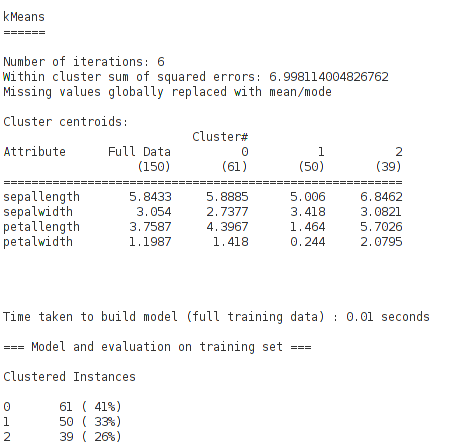 kMeans
======
Number of iterations: 6
Within cluster sum of squared errors: 6.998114004826762
Missing values globally replaced with mean/mode
Cluster centroids:
Cluster#
Attribute Full Data 0 1 2
(150) (61) (50) (39)
=========================================================
sepallength 5.8433 5.8885 5.006 6.8462
sepalwidth 3.054 2.7377 3.418 3.0821
petallength 3.7587 4.3967 1.464 5.7026
petalwidth 1.1987 1.418 0.244 2.0795
Time taken to build model (full training data) : 0.01 seconds
=== Model and evaluation on training set ===
Clustered Instances
0 61 ( 41%)
1 50 ( 33%)
2 39 ( 26%)